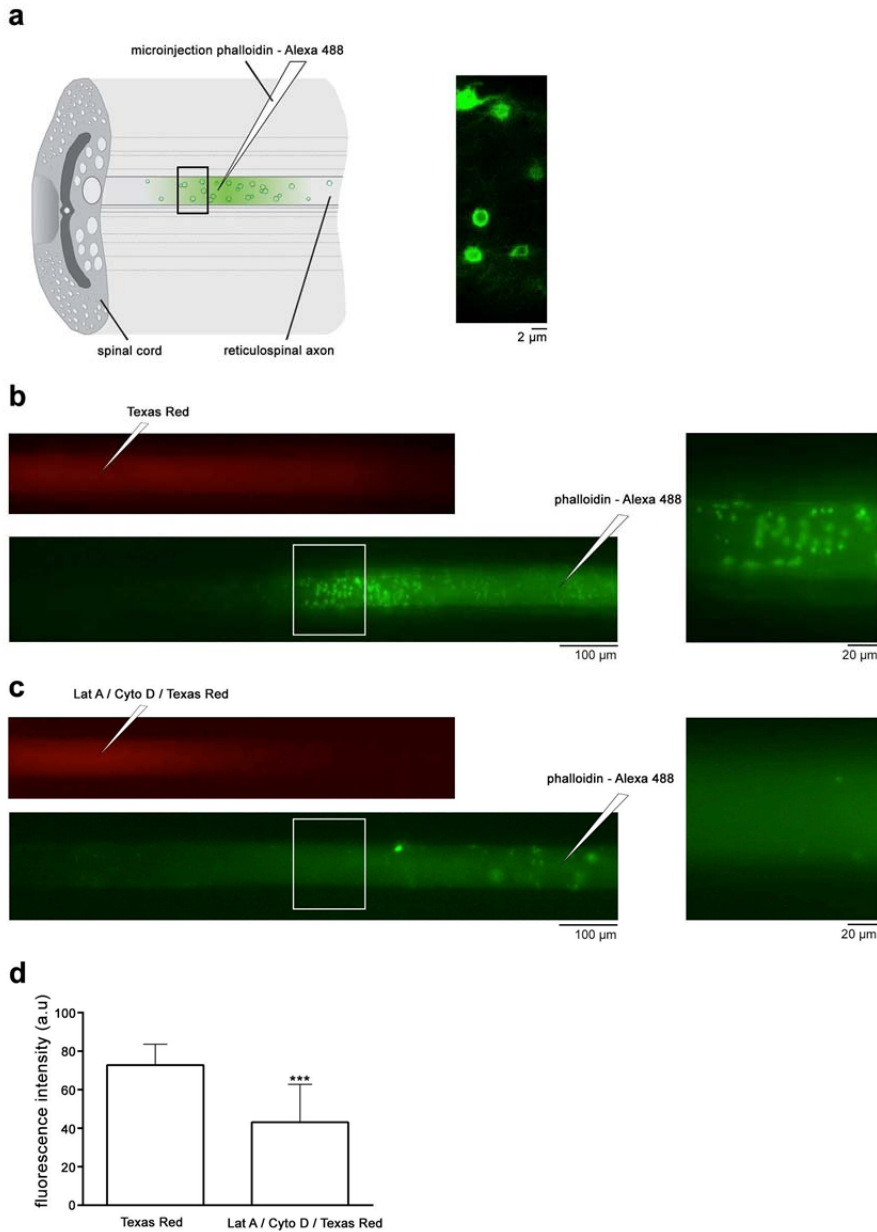 a
microinjection phalloidin - Alexa 488
spinal cord
reticulospinal axon
2 µm
b
Texas Red
phalloidin - Alexa 488
100 µm
20 µm
c
Lat A / Cyto D / Texas Red
phalloidin - Alexa 488
100 µm
20 µm
d
fluorescence intensity (a.u)
100
80
60
40
20
0
***
Texas Red
Lat A / Cyto D / Texas Red